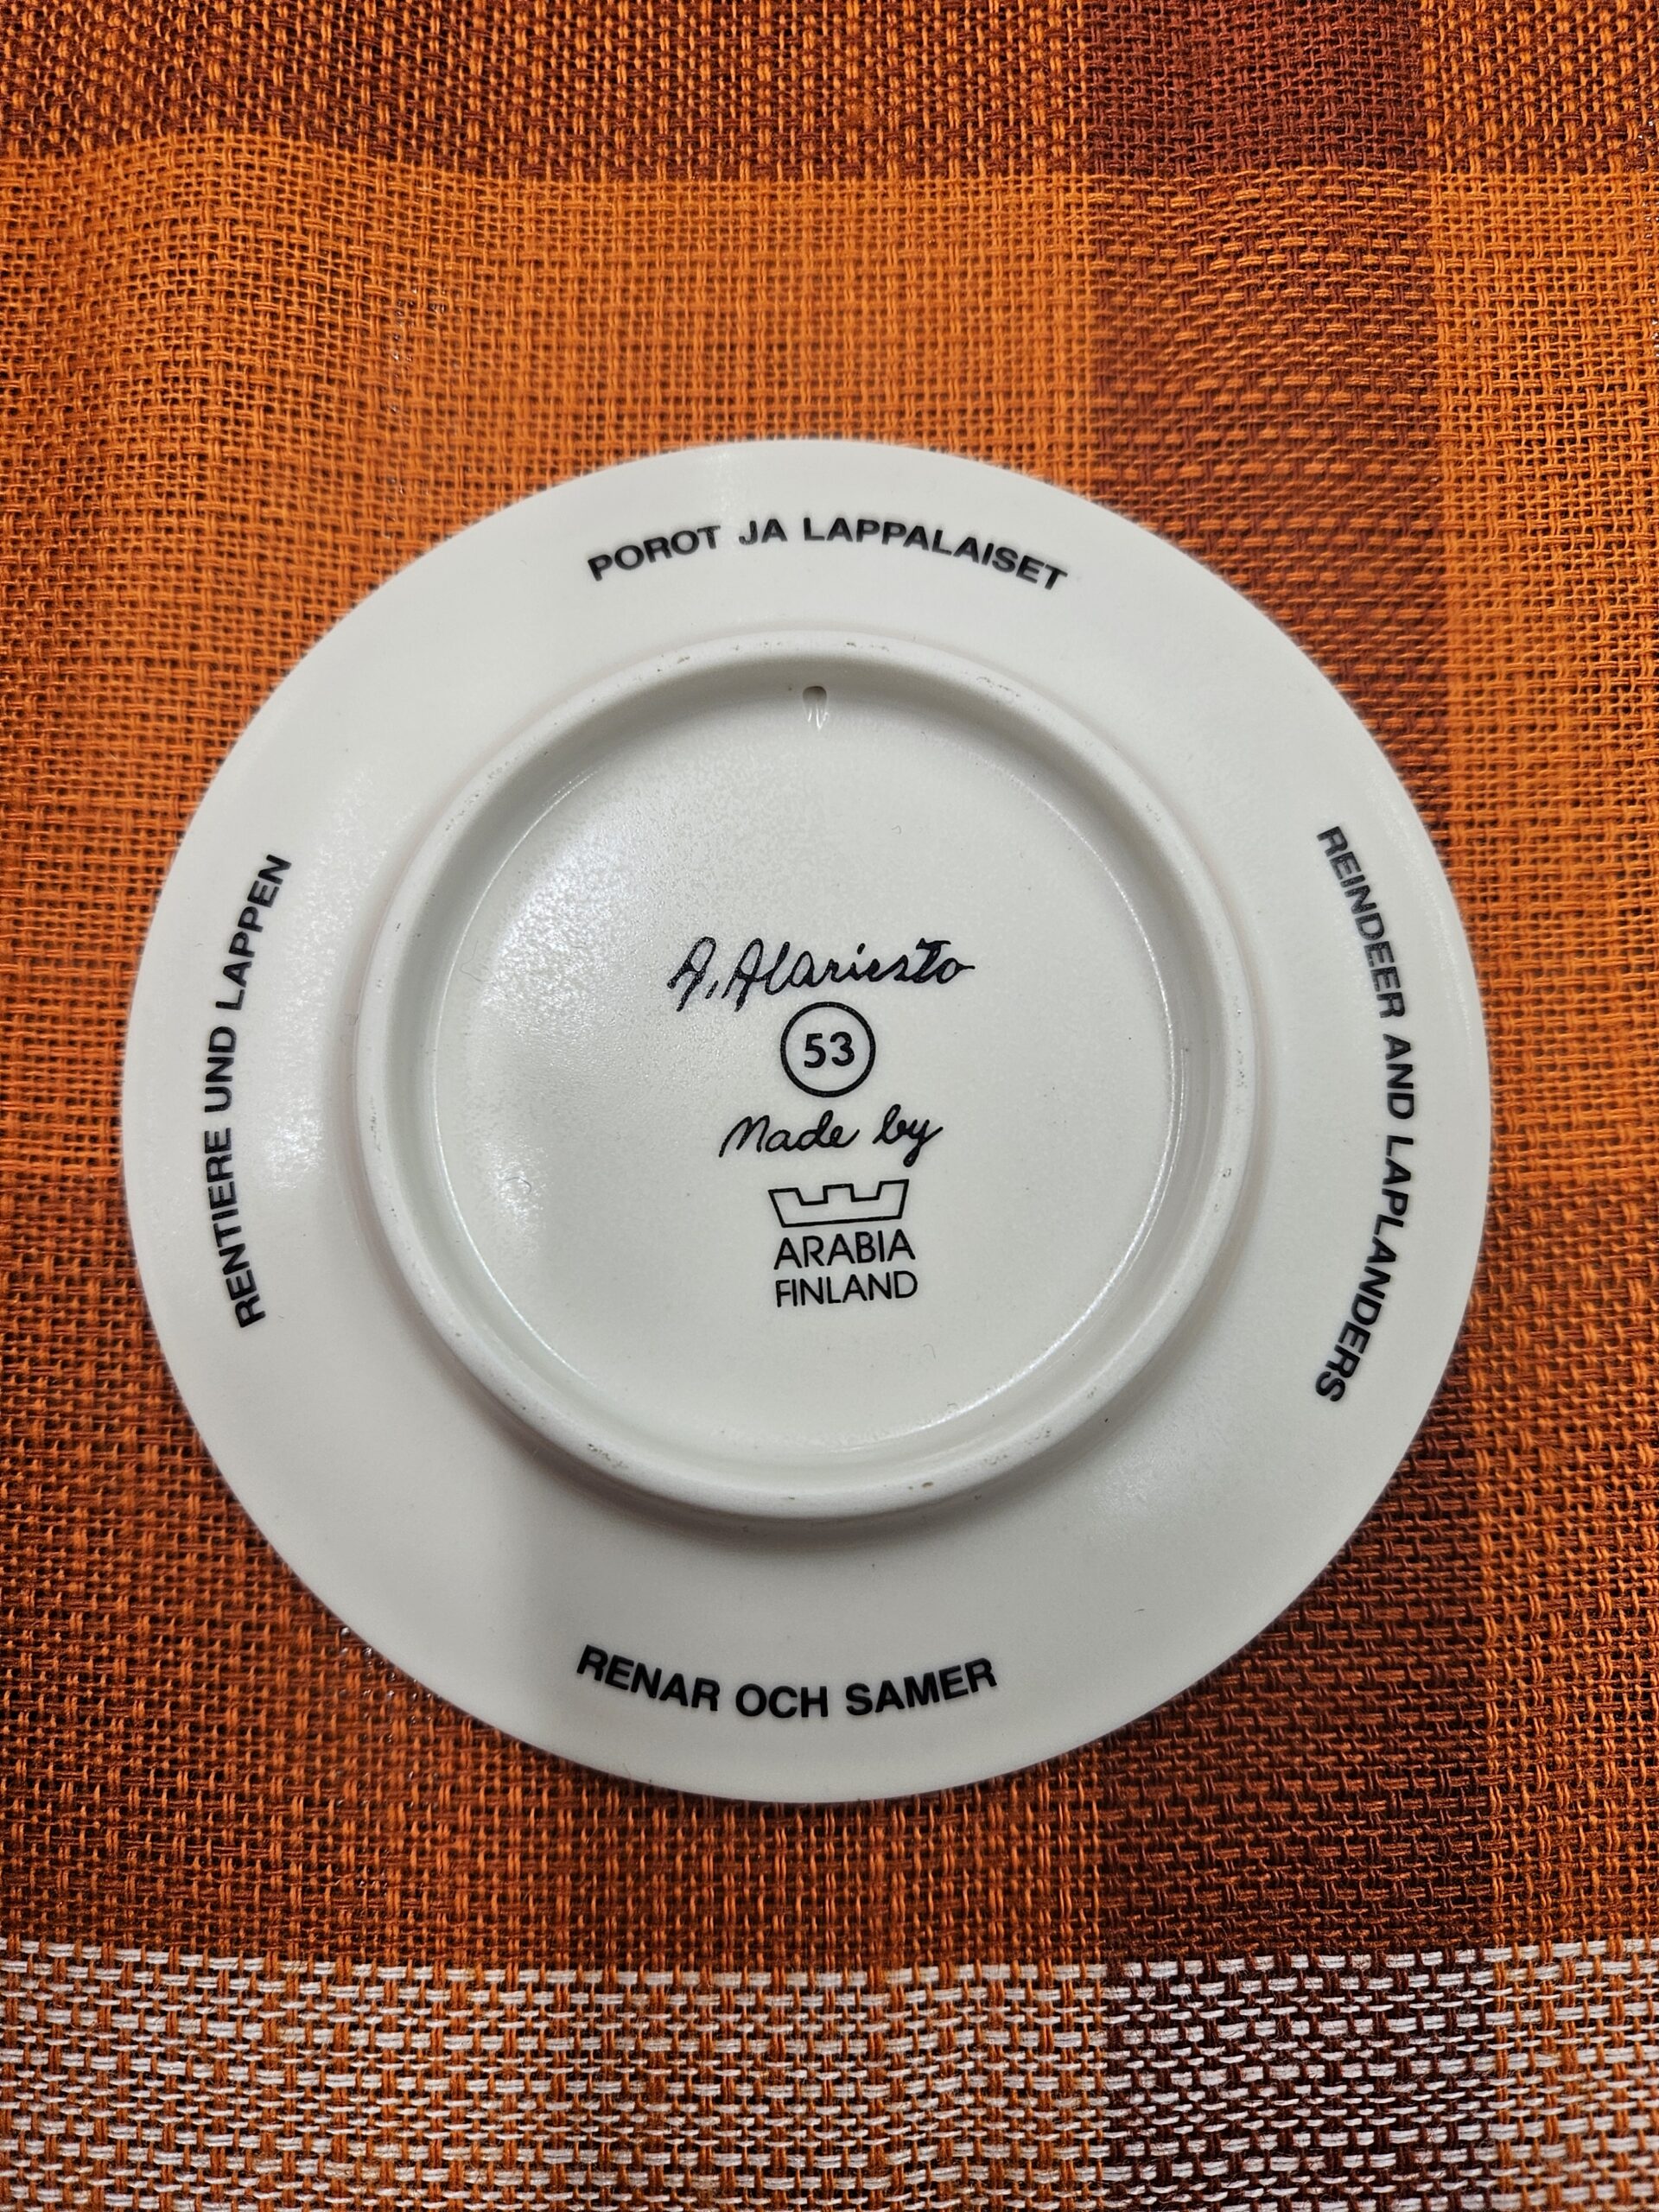 POROT JA LAPPALAISET
REINDEER AND LAPLANDERS
RENAR OCH SAMER
RENTIERE UND LAPPEN
A. Alariesto
53
Made by
ARABIA
FINLAND